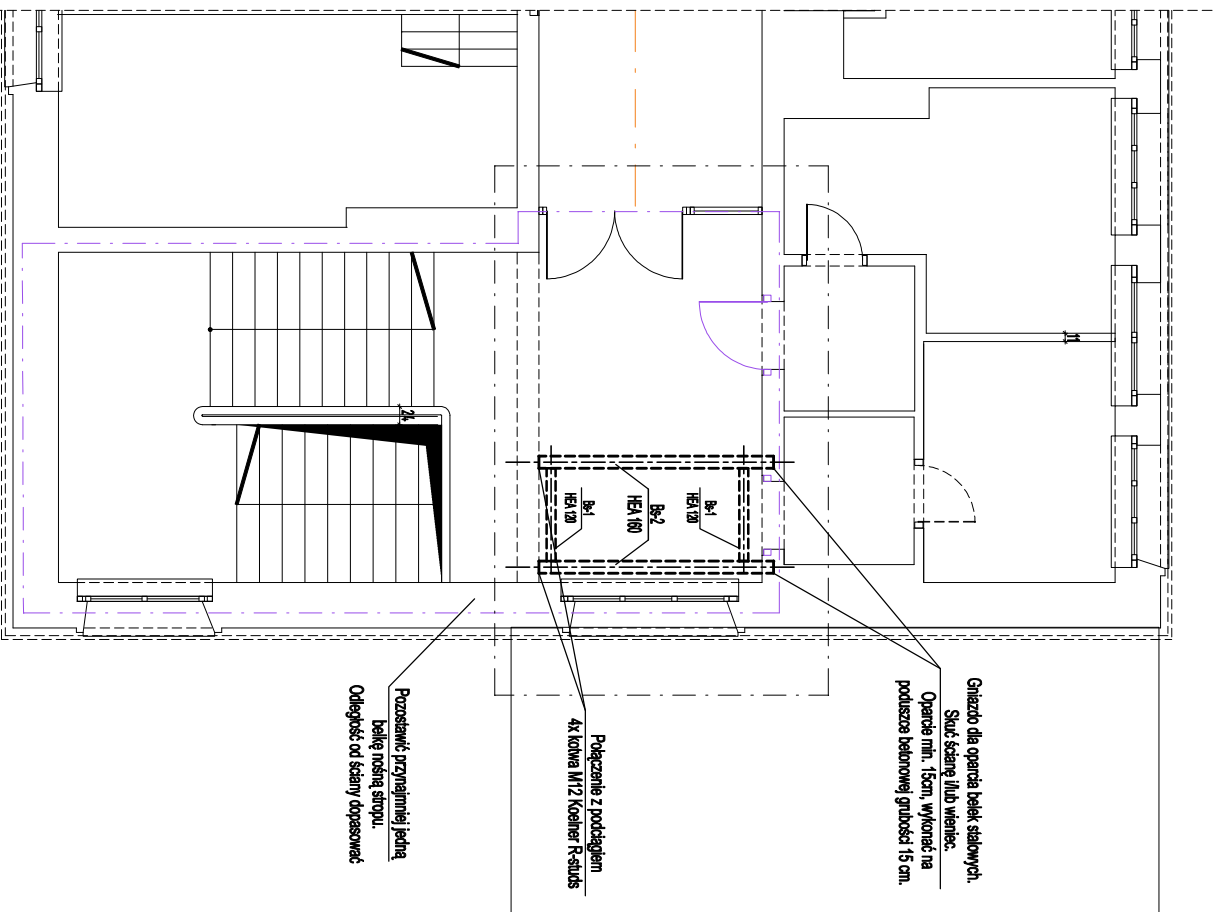 Gniazdo dla oparcia belek stalowych.
Skuć ścianę i/lub wieniec.
Oparcie min. 15cm, wykonać na
poduszce betonowej grubości 15 cm.
11
Bs-1
HEA 120
Bs-2
HEA 160
Bs-1
HEA 120
Połączenie z podciągiem
4x kotwa M12 Koelner R-studs
24
Pozostawić przynajmniej jedną
belkę nośną stropu.
Odległość od ściany dopasować